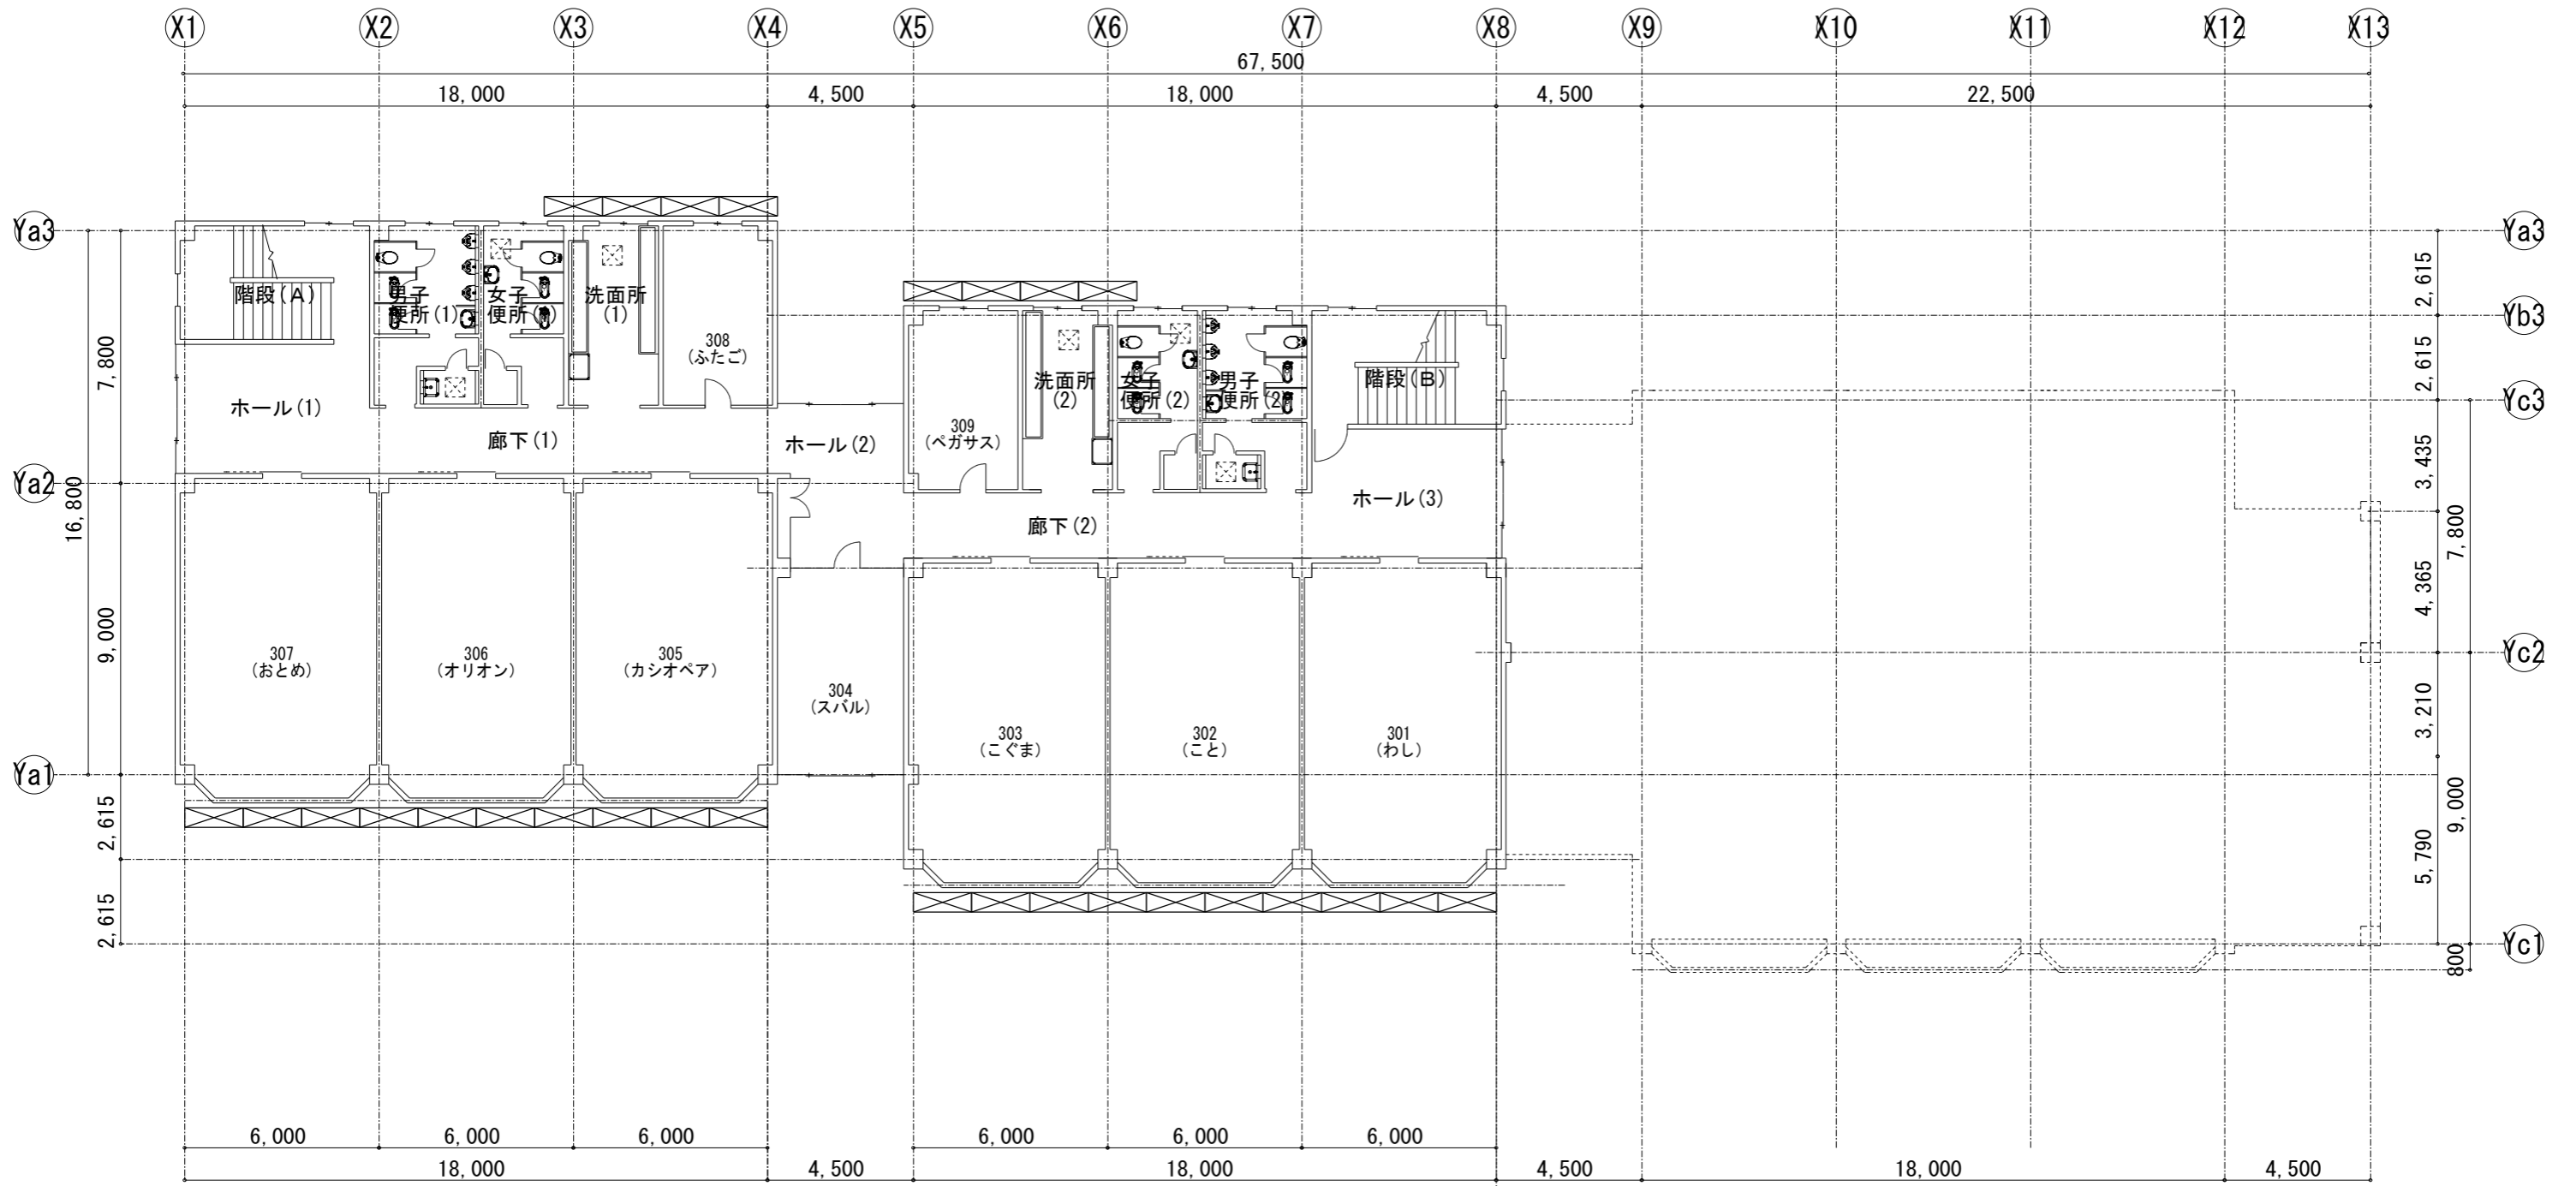 X1 X2 X3 X4 X5 X6 X7 X8 X9 X10 X11 X12 X13
67,500
18,000 4,500 18,000 4,500 22,500
Ya3
Ya3
2,615
Yb3
2,615
Yc3
3,435
7,800
4,365
Yc2
3,210
9,000
5,790
Yc1
800
7,800
Ya2
16,800
9,000
Ya1
2,615
2,615
階段(A)
男子
便所(1)
女子
便所(1)
洗面所
(1)
308
(ふたご)
ホール(1)
廊下(1)
ホール(2)
309
(ペガサス)
洗面所
(2)
女子
便所(2)
男子
便所(2)
階段(B)
ホール(3)
廊下(2)
307
(おとめ)
306
(オリオン)
305
(カシオペア)
304
(スバル)
303
(こぐま)
302
(こと)
301
(わし)
6,000 6,000 6,000 6,000 6,000 6,000
18,000 4,500 18,000 4,500 18,000 4,500